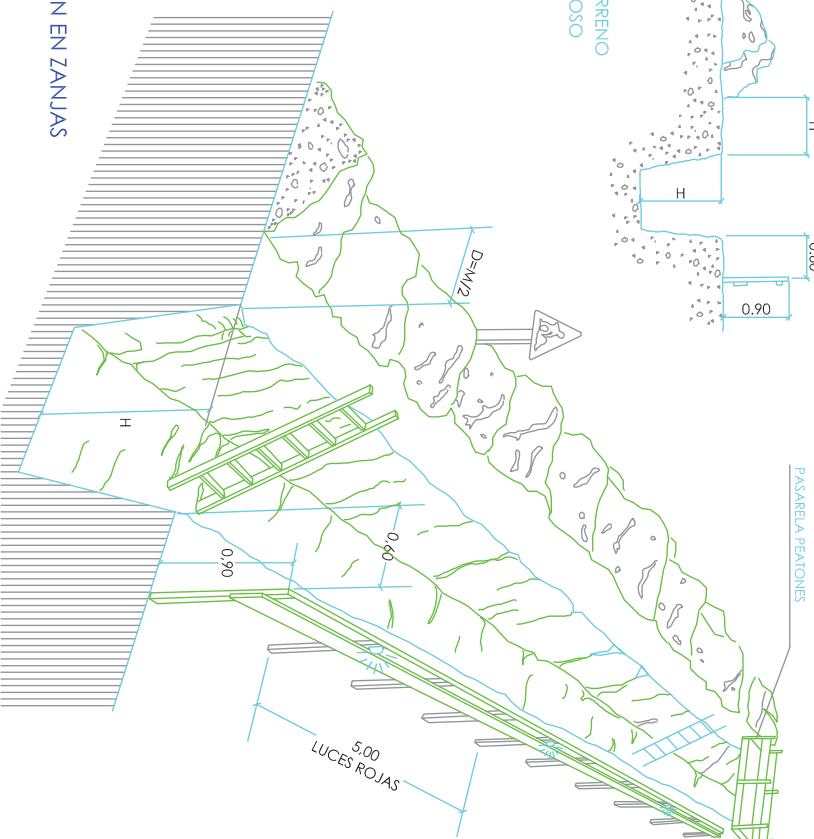 RRENO
OSO
H
0.90
D=M/2
PASARELA PEATONES
N EN ZANJAS
H
0,60
0,90
5,00
LUCES ROJAS